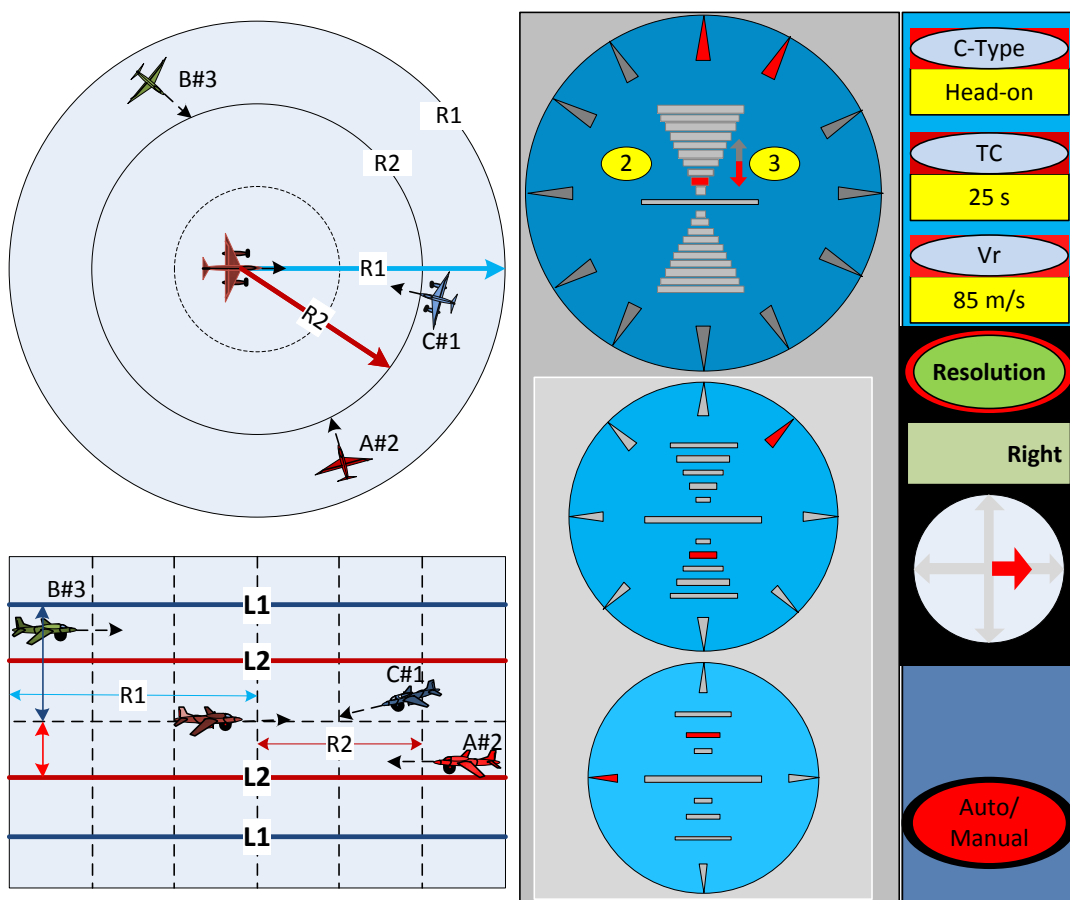 B#3
R1
R2
R1
R2
C#1
A#2
B#3
L1
L2
C#1
R1
R2
A#2
L2
L1
2
3
C-Type
Head-on
TC
25 s
Vr
85 m/s
Resolution
Right
Auto/
Manual